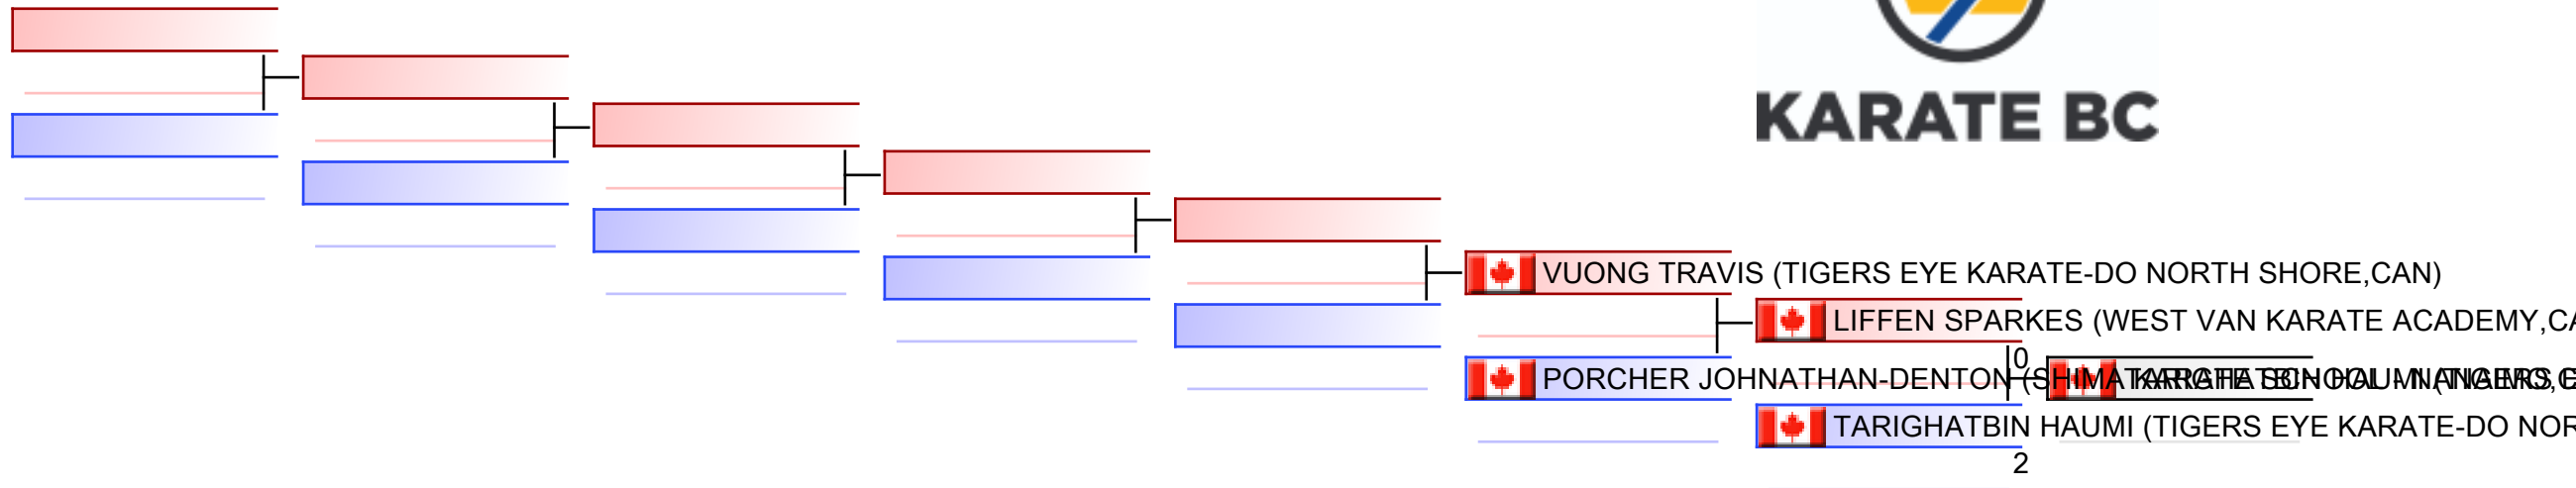 KARATE BC
VUONG TRAVIS (TIGERS EYE KARATE-DO NORTH SHORE,CAN)
LIFFEN SPARKES (WEST VAN KARATE ACADEMY,CA
0
PORCHER JOHNATHAN-DENTON
TARIGHATBIN HAUMI (TIGERS EYE KARATE-DO NOR
2